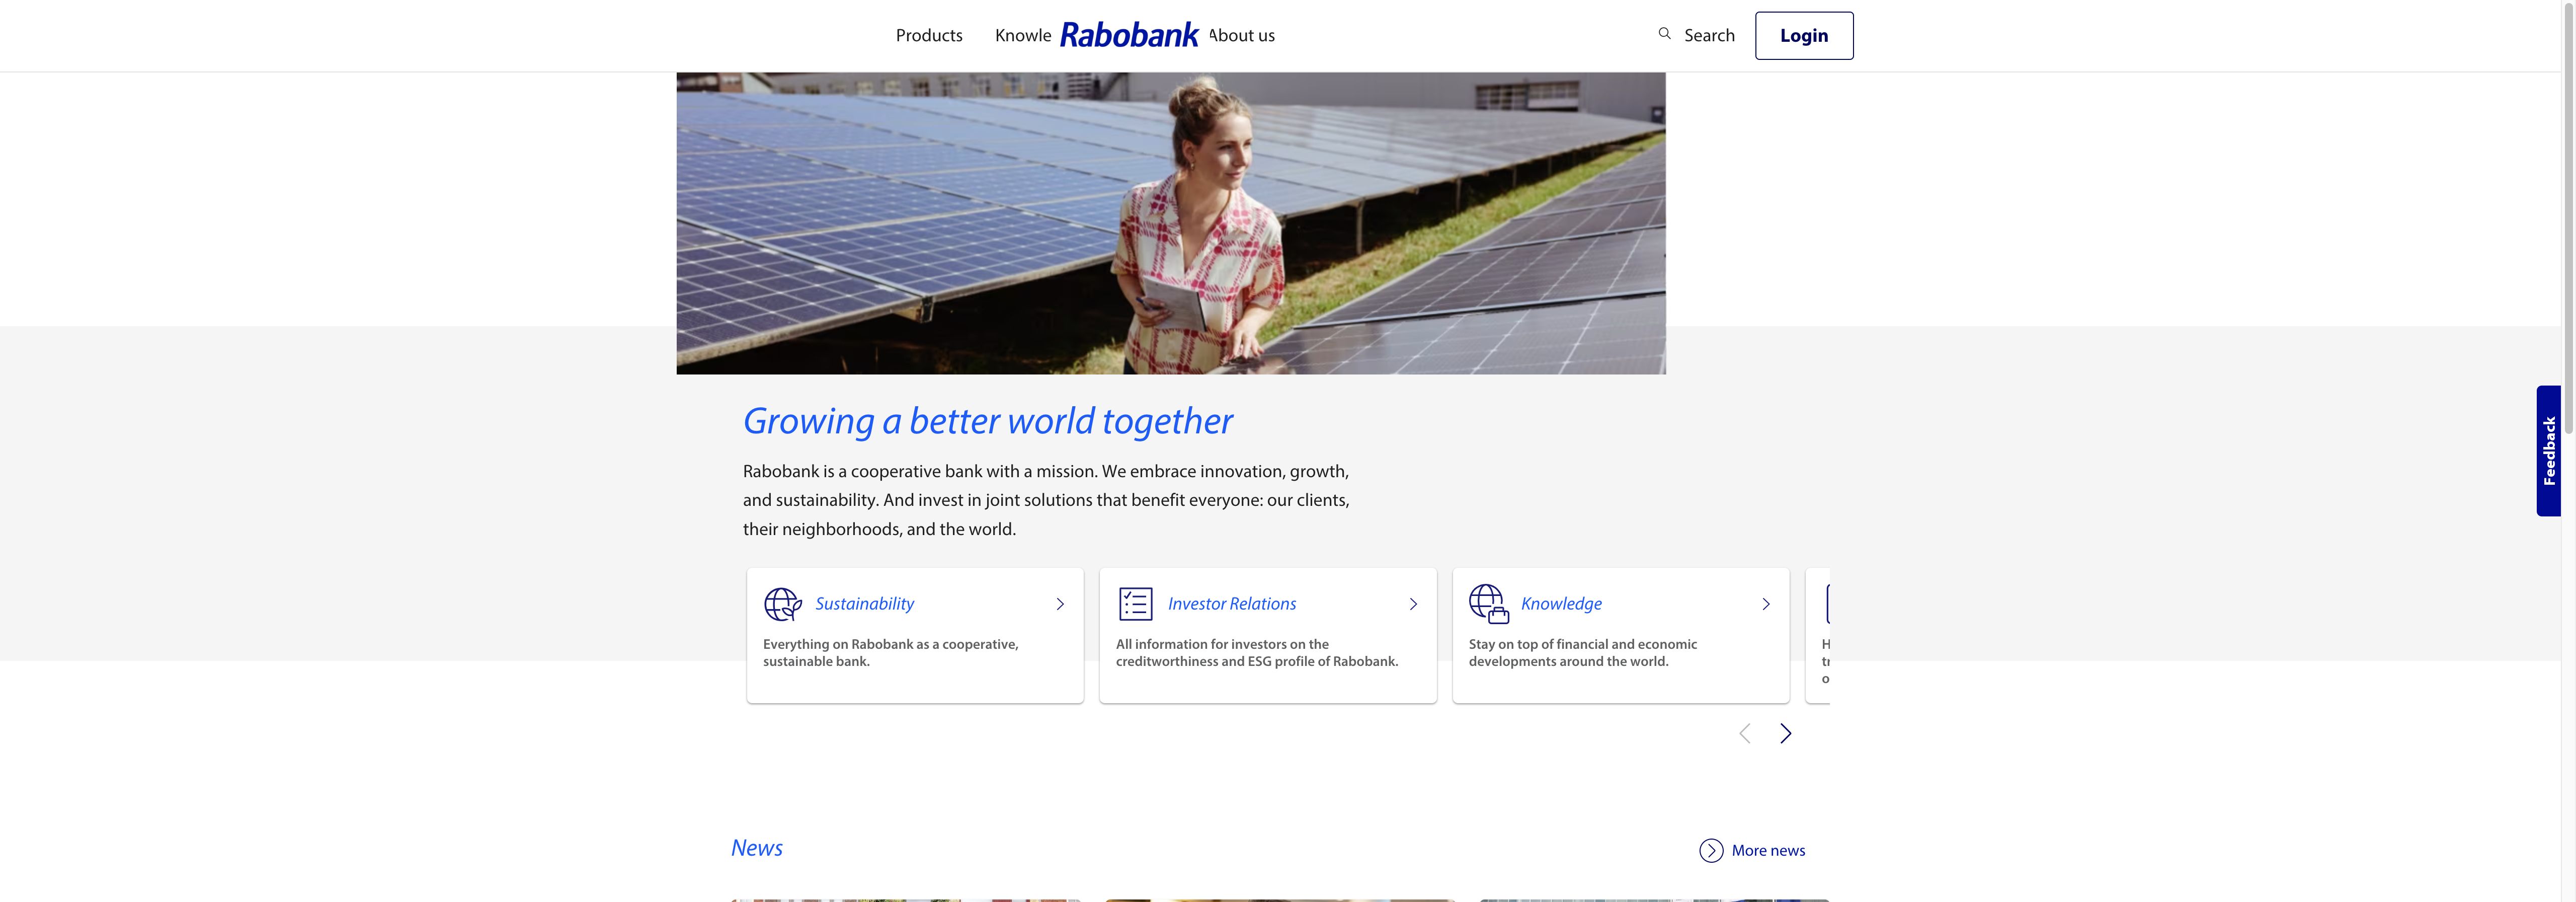 Products
Knowle
Rabobank
About us
Search
Login
Growing a better world together
Rabobank is a cooperative bank with a mission. We embrace innovation, growth,
and sustainability. And invest in joint solutions that benefit everyone: our clients,
their neighborhoods, and the world.
Sustainability
Everything on Rabobank as a cooperative,
sustainable bank.
Investor Relations
All information for investors on the
creditworthiness and ESG profile of Rabobank.
Knowledge
Stay on top of financial and economic
developments around the world.
Feedback
News
More news